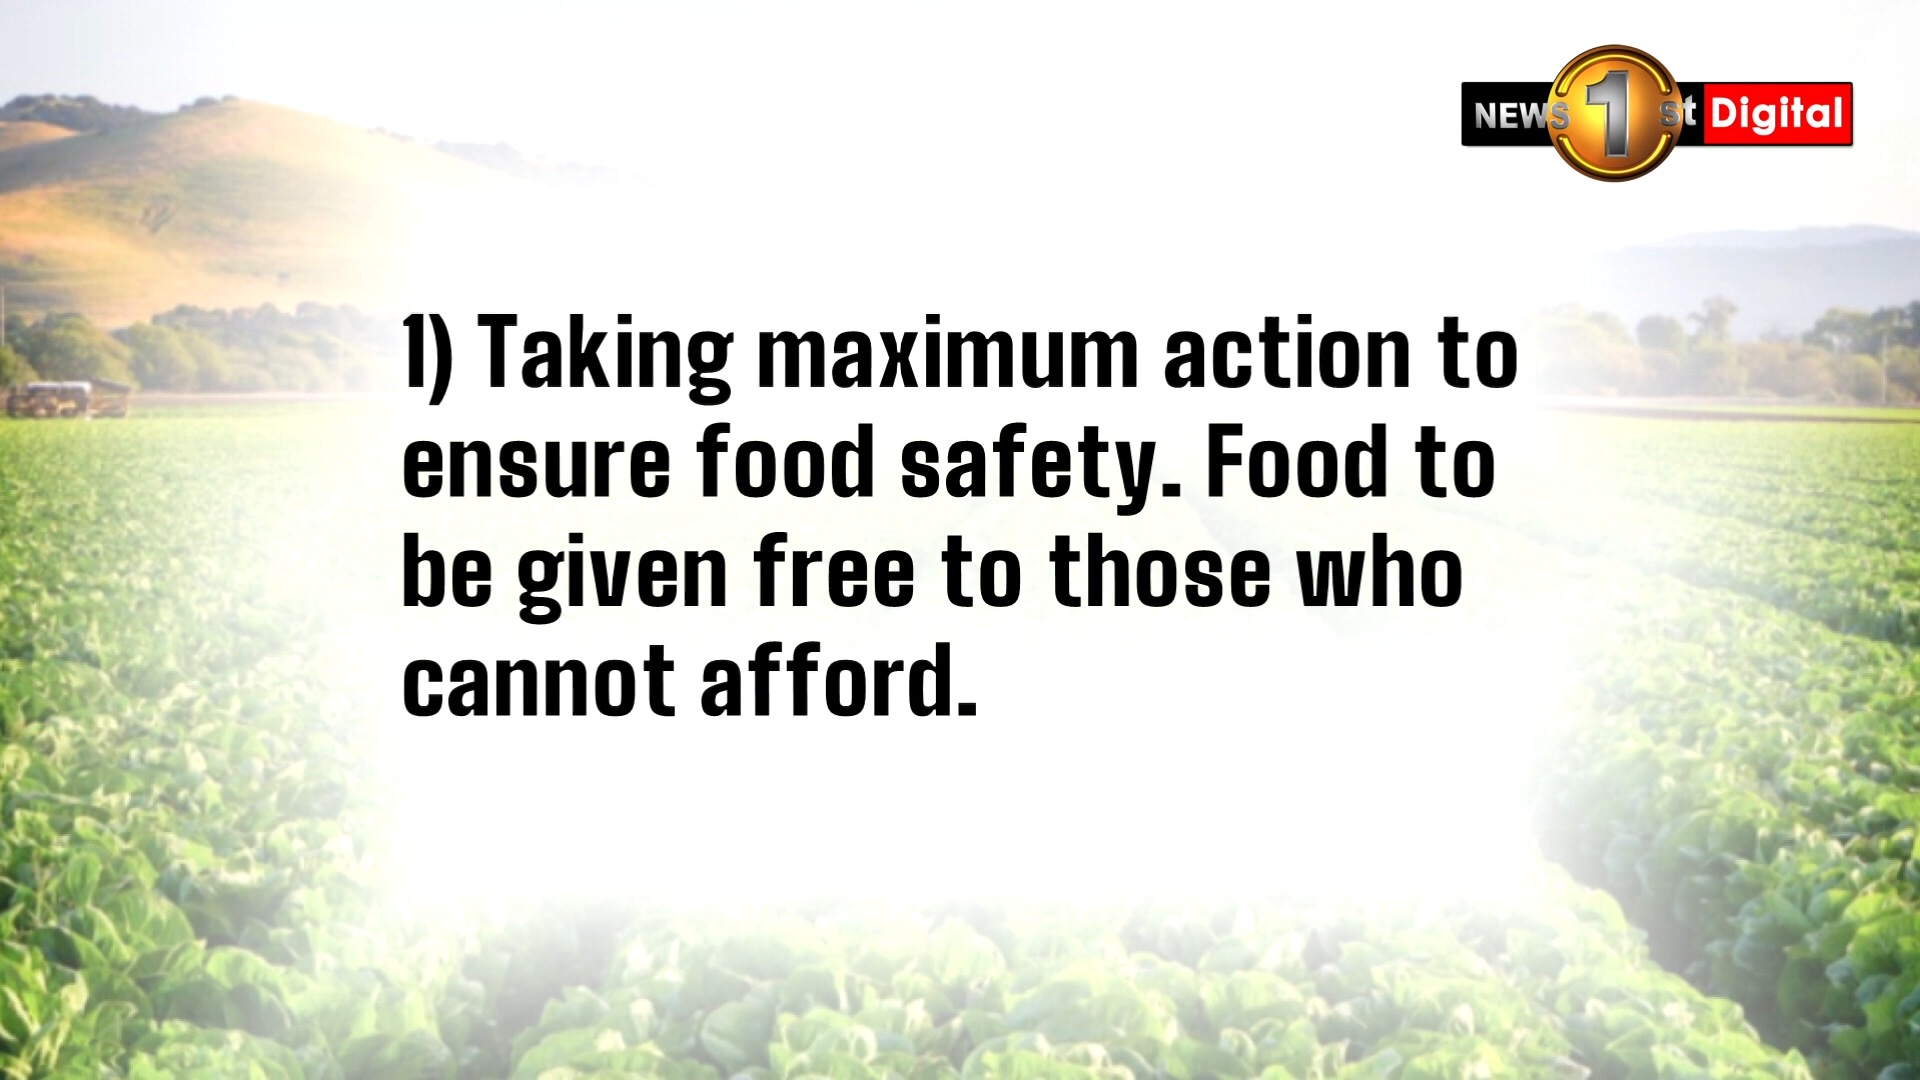 NEWS 1st Digital
1) Taking maximum action to
ensure food safety. Food to
be given free to those who
cannot afford.